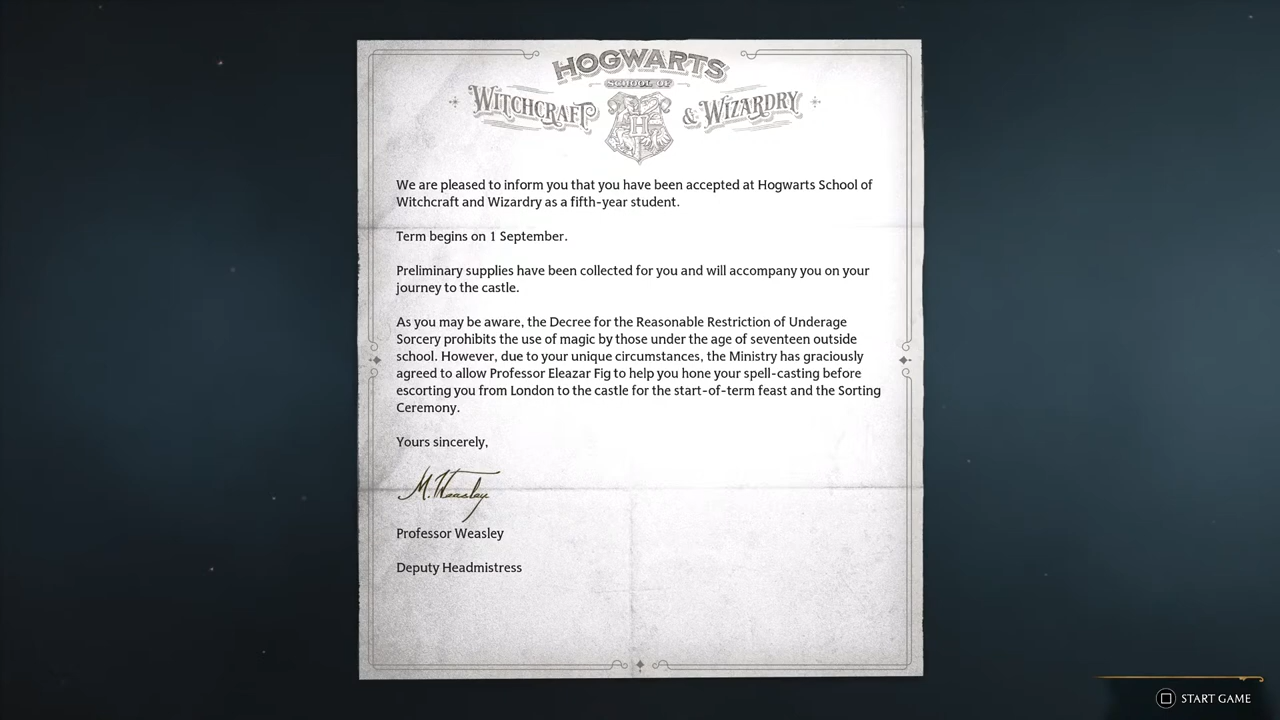 HOGWARTS
SCHOOL OF
WITCHCRAFT & WIZARDRY
H
We are pleased to inform you that you have been accepted at Hogwarts School of
Witchcraft and Wizardry as a fifth-year student.
Term begins on 1 September.
Preliminary supplies have been collected for you and will accompany you on your
journey to the castle.
As you may be aware, the Decree for the Reasonable Restriction of Underage
Sorcery prohibits the use of magic by those under the age of seventeen outside
school. However, due to your unique circumstances, the Ministry has graciously
agreed to allow Professor Eleazar Fig to help you hone your spell-casting before
escorting you from London to the castle for the start-of-term feast and the Sorting
Ceremony.
Yours sincerely,
M. Weasley
Professor Weasley
Deputy Headmistress
START GAME